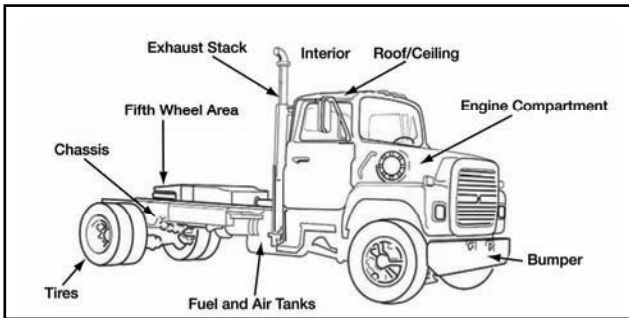 Exhaust Stack
Interior
Roof/Ceiling
Engine Compartment
Fifth Wheel Area
Chassis
Tires
Fuel and Air Tanks
Bumper